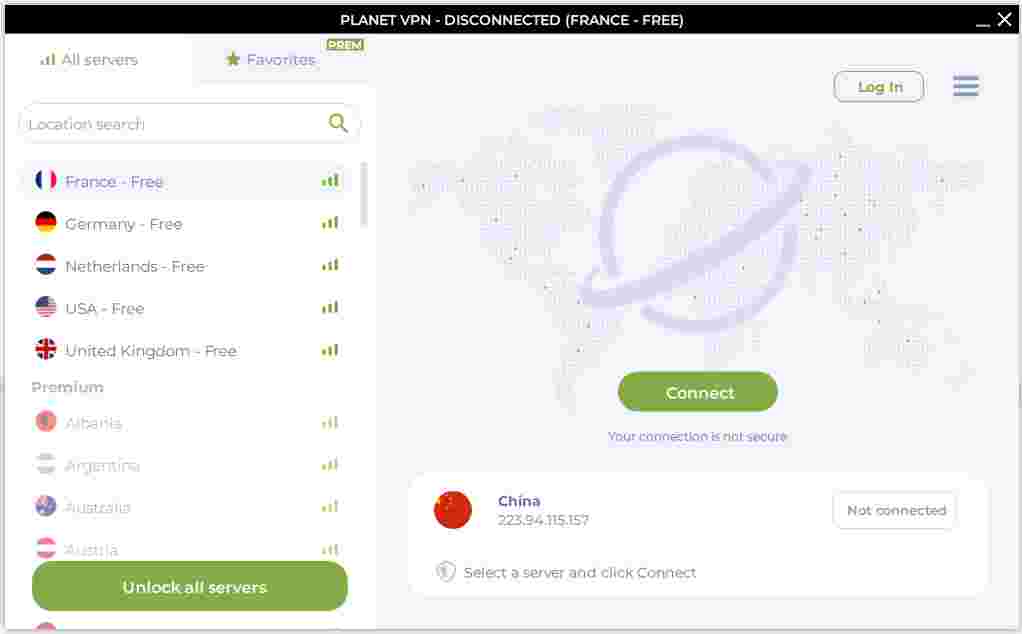 PLANET VPN - DISCONNECTED (FRANCE - FREE)
All servers
Favorites
PREM
Log In
Location search
France - Free
Germany - Free
Netherlands - Free
USA - Free
United Kingdom - Free
Premium
Albania
Argentina
Australia
Austria
Unlock all servers
Connect
Your connection is not secure
China
223.94.115.157
Not connected
Select a server and click Connect